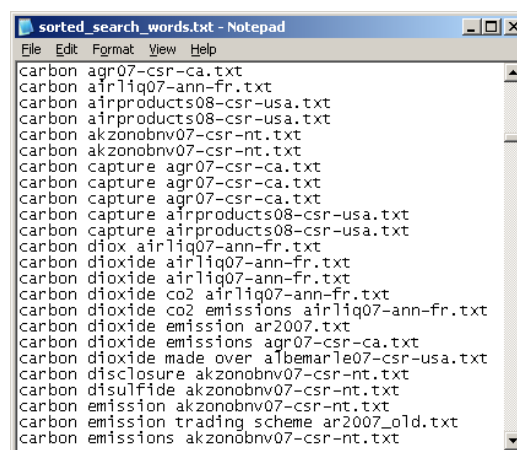 sorted_search_words.txt - Notepad
File Edit Format View Help
carbon agr07-csr-ca.txt
carbon airliq07-ann-fr.txt
carbon airproducts08-csr-usa.txt
carbon airproducts08-csr-usa.txt
carbon akzonobnv07-csr-nt.txt
carbon akzonobnv07-csr-nt.txt
carbon capture agr07-csr-ca.txt
carbon capture agr07-csr-ca.txt
carbon capture agr07-csr-ca.txt
carbon capture airproducts08-csr-usa.txt
carbon capture airproducts08-csr-usa.txt
carbon diox airliq07-ann-fr.txt
carbon dioxide airliq07-ann-fr.txt
carbon dioxide airliq07-ann-fr.txt
carbon dioxide co2 airliq07-ann-fr.txt
carbon dioxide co2 emissions airliq07-ann-fr.txt
carbon dioxide emission ar2007.txt
carbon dioxide emissions agr07-csr-ca.txt
carbon dioxide made over albemarle07-csr-usa.txt
carbon disclosure akzonobnv07-csr-nt.txt
carbon disulfide akzonobnv07-csr-nt.txt
carbon emission akzonobnv07-csr-nt.txt
carbon emission trading scheme ar2007_old.txt
carbon emissions akzonobnv07-csr-nt.txt